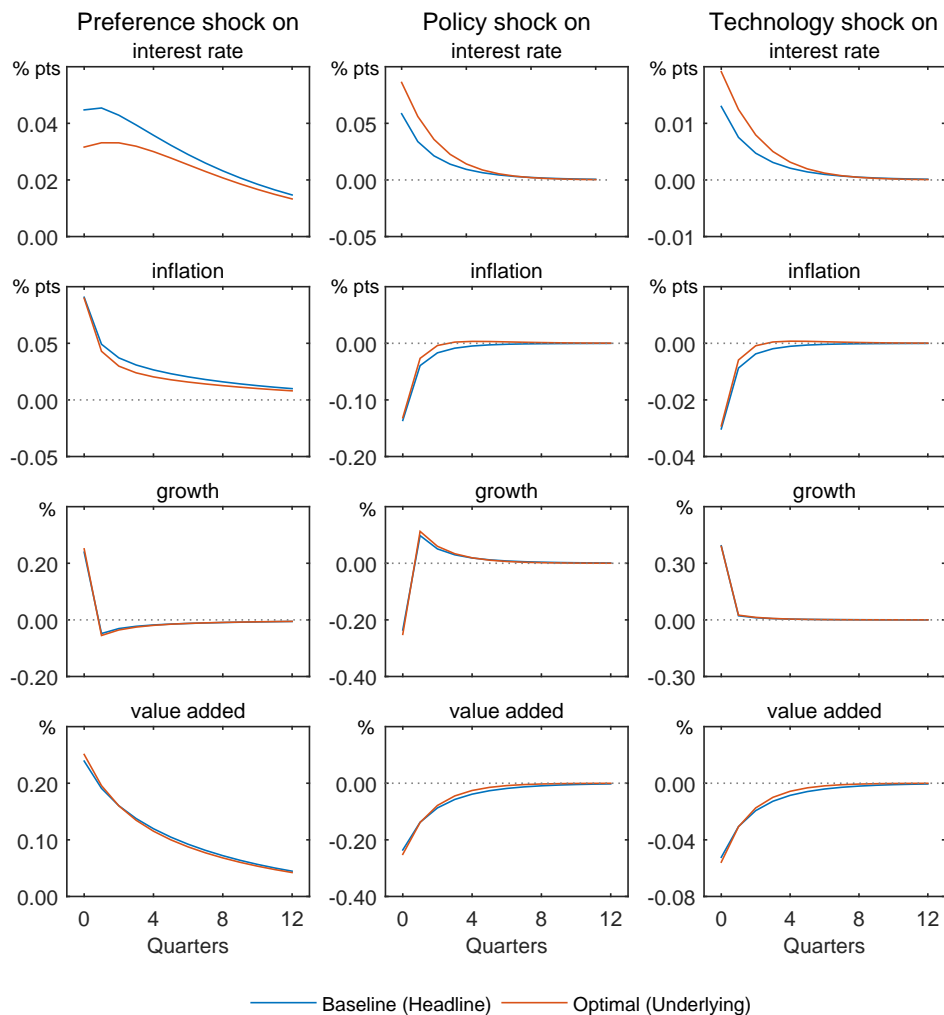 Preference shock on Policy shock on Technology shock on
interest rate interest rate interest rate
% pts % pts % pts
0.04 0.05 0.01
0.02 0.00 0.00
0.00 -0.05 -0.01
inflation inflation inflation
% pts % pts % pts
0.05 0.00 0.00
0.00 -0.10 -0.02
-0.05 -0.20 -0.04
growth growth growth
% % %
0.20 0.00 0.30
0.00 -0.20 0.00
-0.20 -0.40 -0.30
value added value added value added
% % %
0.20 0.00 0.00
0.10 -0.20 -0.04
0.00 -0.40 -0.08
0 4 8 12 0 4 8 12 0 4 8 12
Quarters Quarters Quarters
Baseline (Headline) Optimal (Underlying)